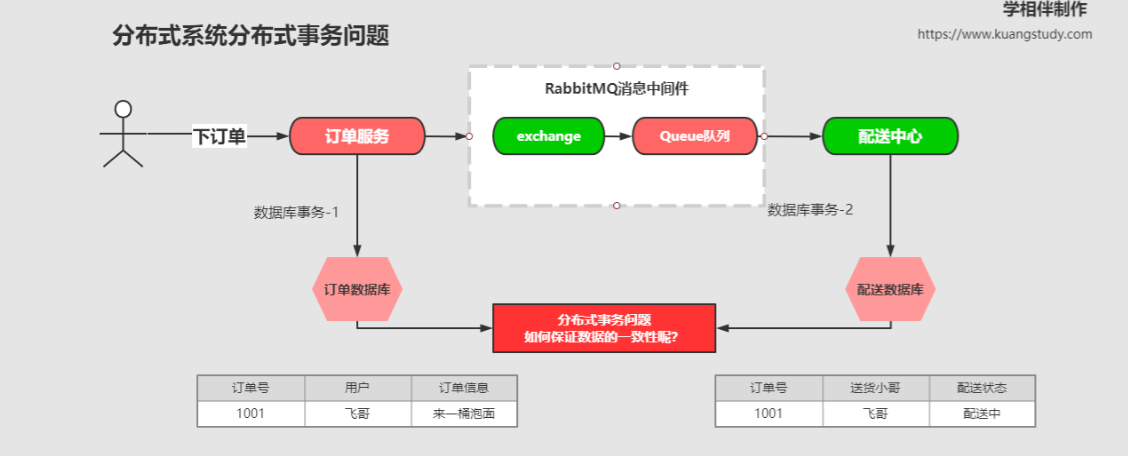 学相伴制作
https://www.kuangstudy.com
分布式系统分布式事务问题
RabbitMQ消息中间件
下订单
订单服务
exchange
Queue队列
配送中心
数据库事务-1
数据库事务-2
订单数据库
配送数据库
分布式事务问题
如何保证数据的一致性呢?
订单号 用户 订单信息
1001 飞哥 来一桶泡面
订单号 送货小哥 配送状态
1001 飞哥 配送中